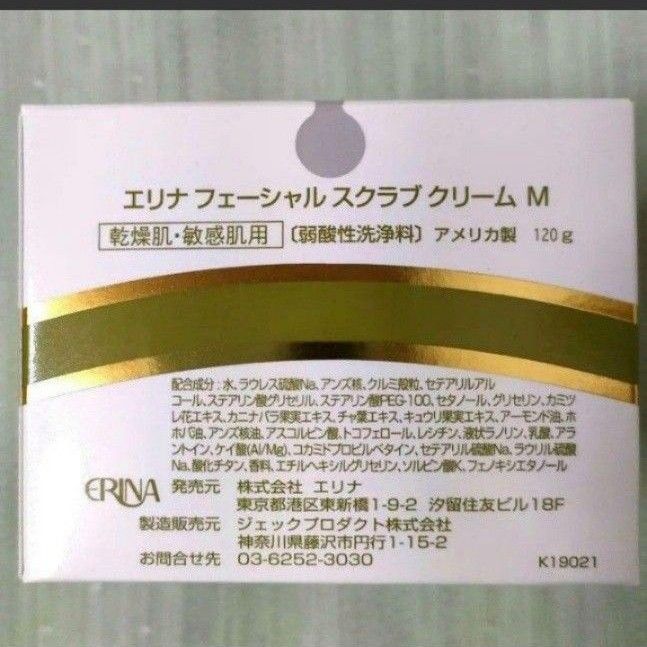 エリナ フェーシャル スクラブ クリーム M
乾燥肌・敏感肌用 〔弱酸性洗浄料〕 アメリカ製 120g
配合成分:水、ラウレス硫酸Na、アンズ核、クルミ殻粒、セテアリルアル
コール、ステアリン酸グリセリル、ステアリン酸PEG-100、セタノール、グリセリン、カミツ
レ花エキス、カニナバラ果実エキス、チャ葉エキス、キュウリ果実エキス、アーモンド油、ホ
ホバ油、アンズ核油、アスコルビン酸、トコフェロール、レシチン、液状ラノリン、乳酸、アラ
ントイン、ケイ酸(Al/Mg)、コカミドプロピルベタイン、セテアリル硫酸Na、ラウリル硫酸
Na、酸化チタン、香料、エチルヘキシルグリセリン、ソルビン酸K、フェノキシエタノール
ERINA 発売元 株式会社 エリナ
東京都港区東新橋1-9-2 汐留住友ビル18F
製造販売元 ジェックプロダクト株式会社
神奈川県藤沢市円行1-15-2
お問合せ先 03-6252-3030 K19021